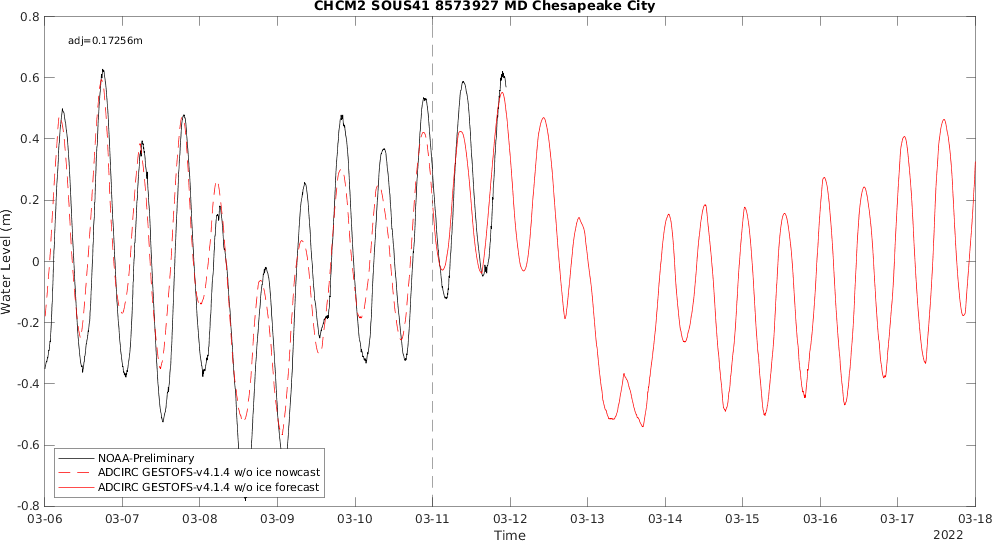 CHCM2 SOUS41 8573927 MD Chesapeake City
adj=0.17256m
Water Level (m)
0.8
0.6
0.4
0.2
0
-0.2
-0.4
-0.6
-0.8
NOAA-Preliminary
ADCIRC GESTOFS-v4.1.4 w/o ice nowcast
ADCIRC GESTOFS-v4.1.4 w/o ice forecast
03-06 03-07 03-08 03-09 03-10 03-11 03-12 03-13 03-14 03-15 03-16 03-17 03-18
Time
2022